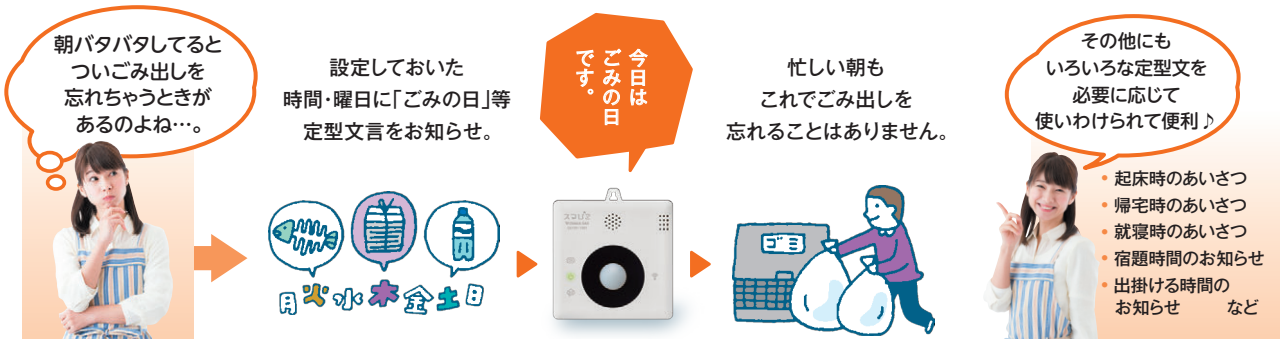 朝バタバタしてると
ついごみ出しを
忘れちゃうときが
あるのよね…。
設定しておいた
時間・曜日に「ごみの日」等
定型文言をお知らせ。
月火水木金土日
今日は
ごみの日
です。
スマリエ
忙しい朝も
これでごみ出しを
忘れることはありません。
ゴミ
その他にも
いろいろな定型文を
必要に応じて
使いわけられて便利♪
・起床時のあいさつ
・帰宅時のあいさつ
・就寝時のあいさつ
・宿題時間のお知らせ
・出掛ける時間の
お知らせ など